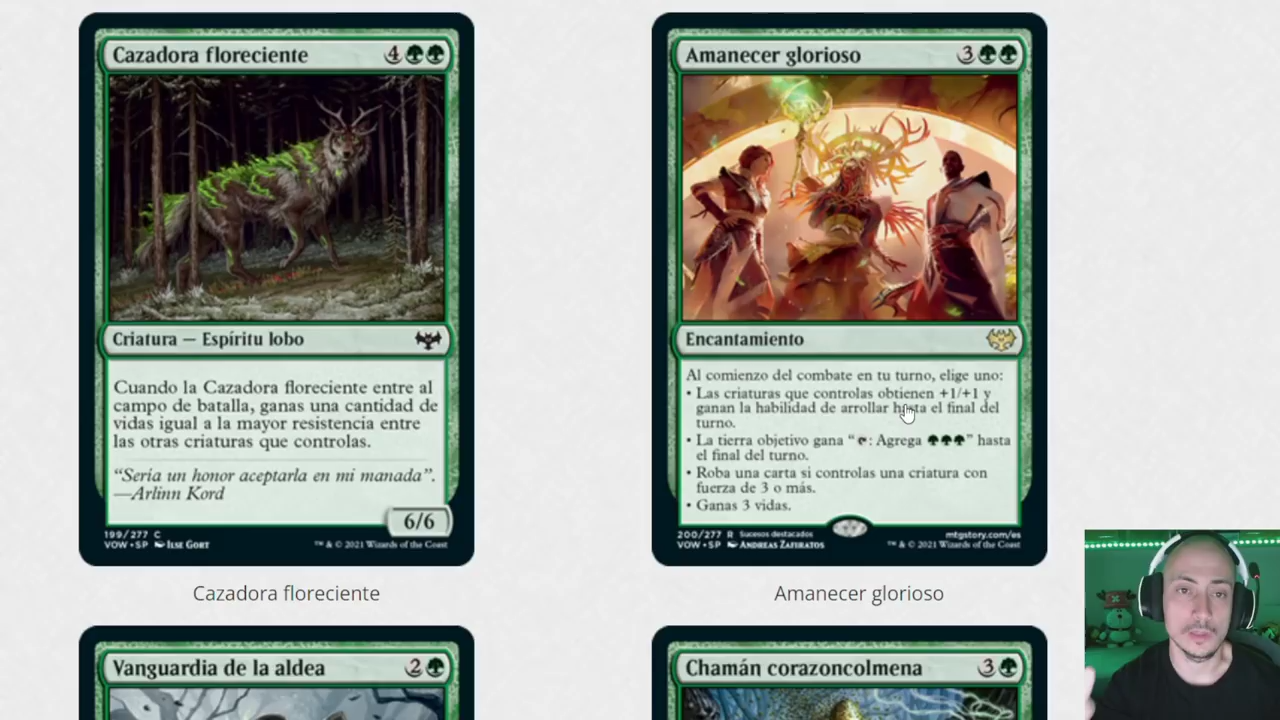 Cazadora floreciente 4
Criatura — Espíritu lobo
Cuando la Cazadora floreciente entre al
campo de batalla, ganas una cantidad de
vidas igual a la mayor resistencia entre
las otras criaturas que controlas.
“Sería un honor aceptarla en mi manada”.
—Arlinn Kord
6/6
199/277 C
VOW • SP ILSE GORT ™ & © 2021 Wizards of the Coast
Cazadora floreciente
Amanecer glorioso 3
Encantamiento
Al comienzo del combate en tu turno, elige uno:
• Las criaturas que controlas obtienen +1/+1 y
ganan la habilidad de arrollar hasta el final del
turno.
• La tierra objetivo gana “ : Agrega ” hasta
el final del turno.
• Roba una carta si controlas una criatura con
fuerza de 3 o más.
• Ganas 3 vidas.
200/277 R Sucesos destacados mtgstory.com/es
VOW • SP ANDREAS ZAFIRATOS ™ & © 2021 Wizards of the Coast
Amanecer glorioso
Vanguardia de la aldea 2
Chamán corazoncolmena 3